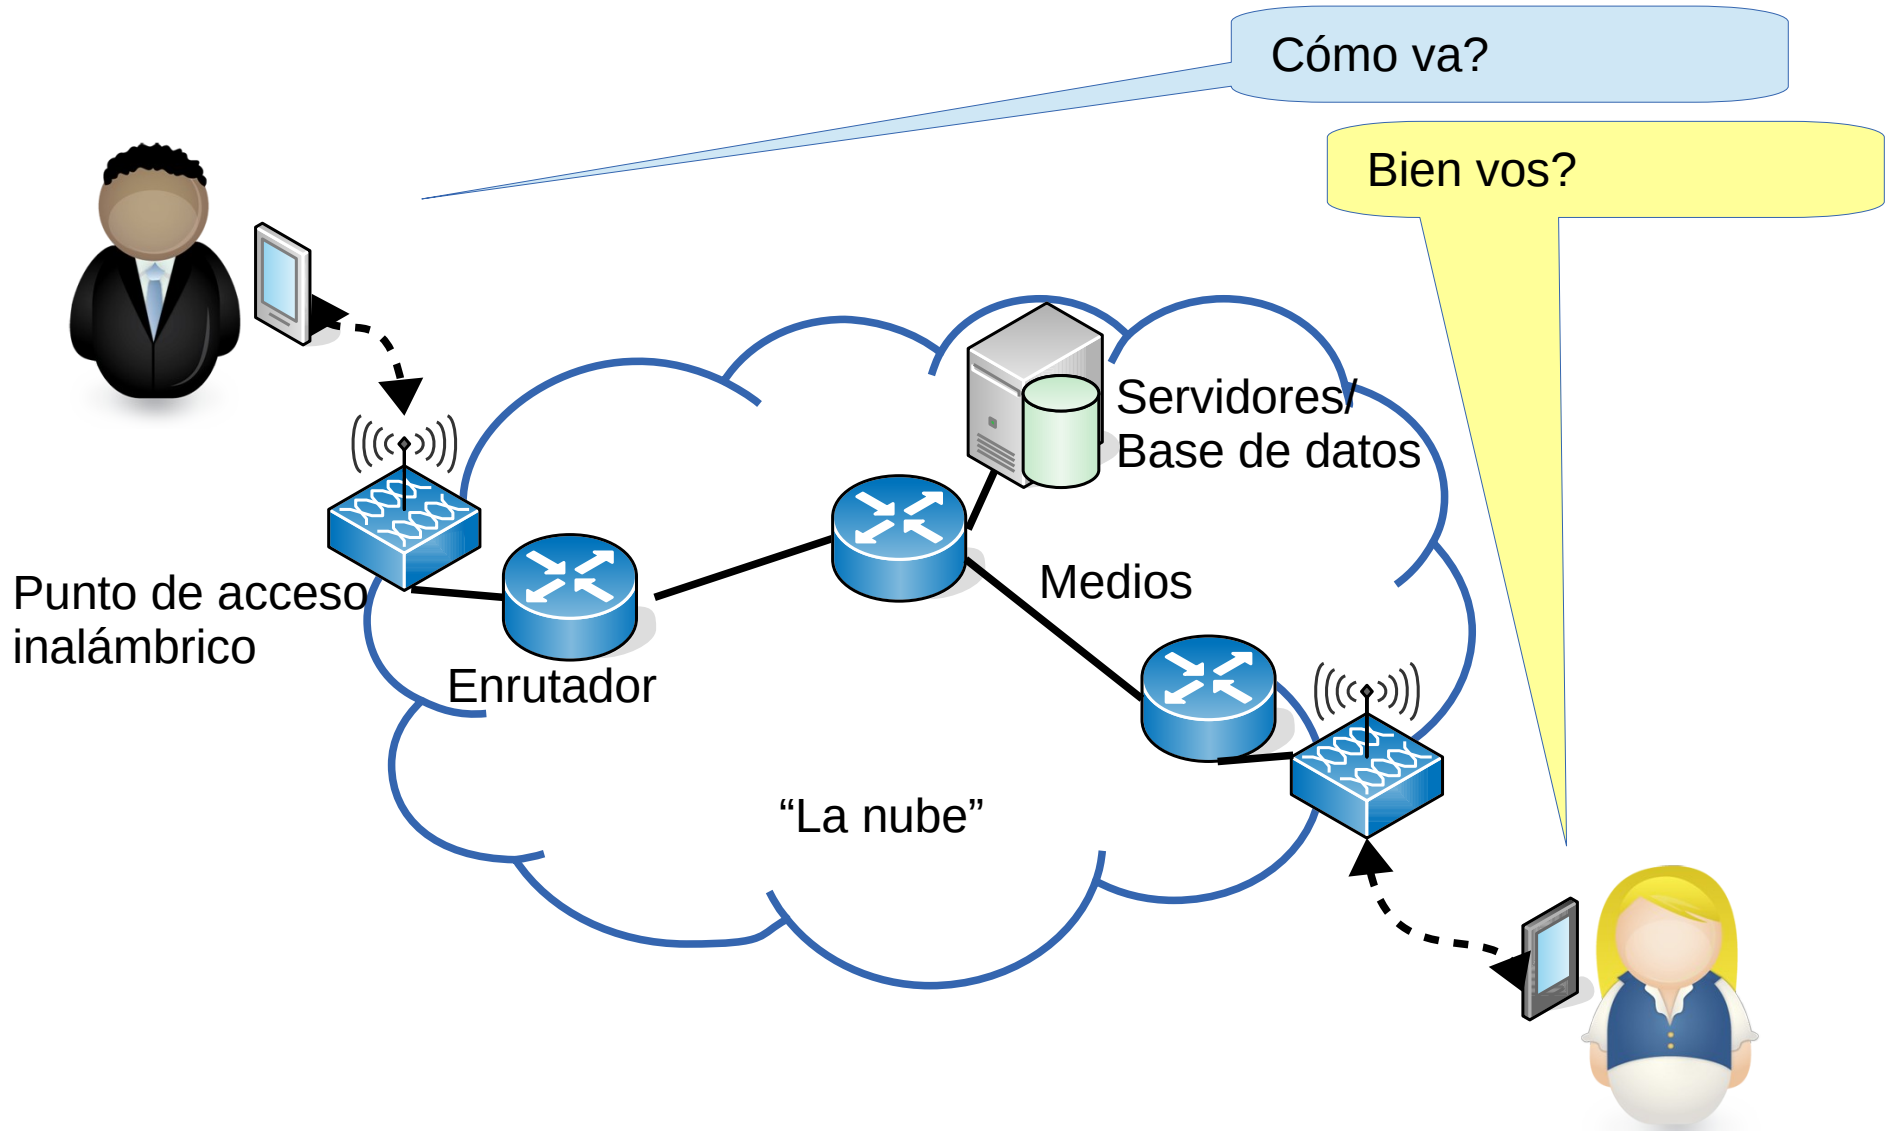 Cómo va?
Bien vos?
Servidores/
Base de datos
Medios
Punto de acceso
inalámbrico
Enrutador
“La nube”